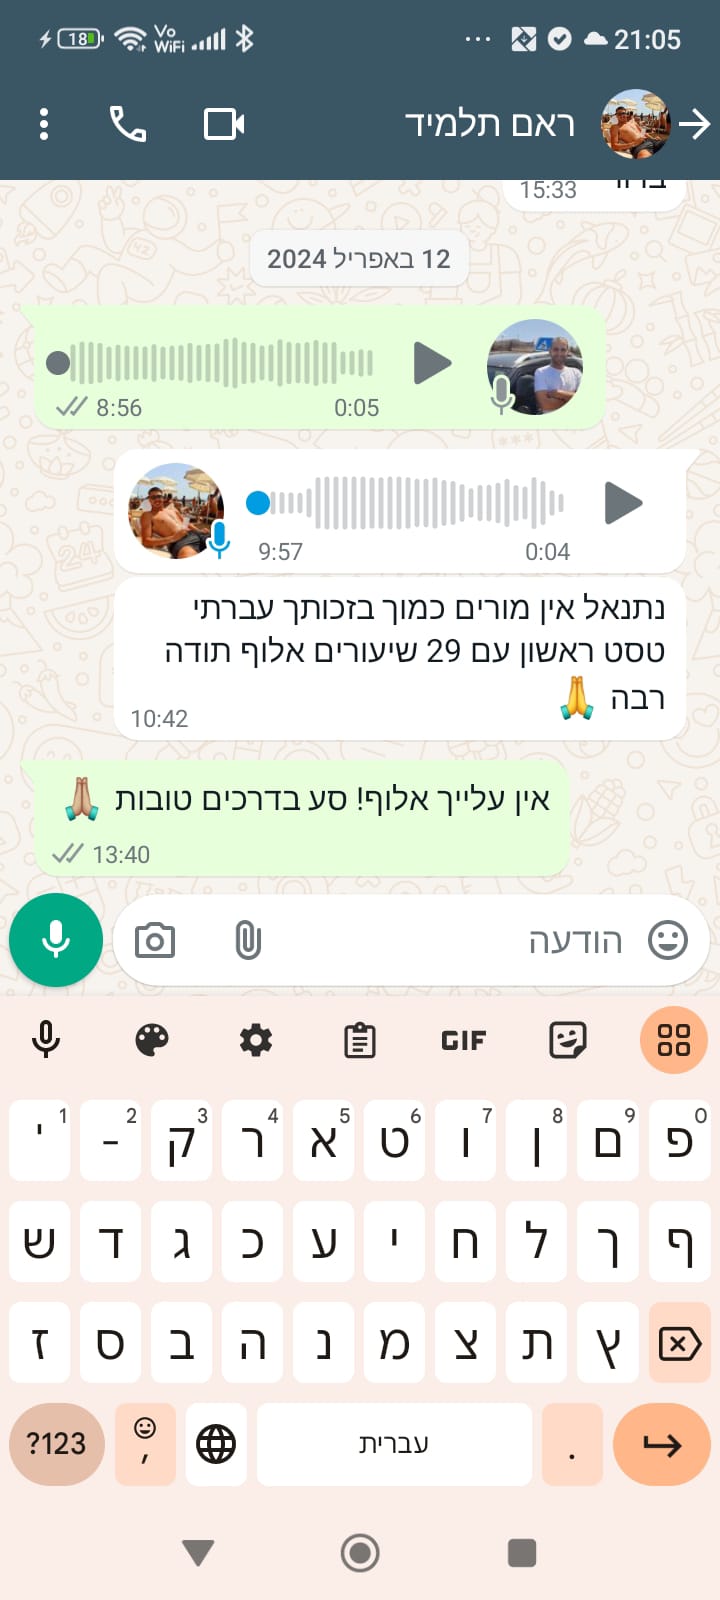 18
Vo
WiFi
... 21:05
ראם תלמיד
15:33
12 באפריל 2024
8:56
0:05
9:57
0:04
נתנאל אין מורים כמוך בזכותך עברתי
טסט ראשון עם 29 שיעורים אלוף תודה
רבה 🙏
10:42
אין עלייך אלוף! סע בדרכים טובות 🙏🏼
13:40
הודעה
GIF
' 1 - 2 ק 3 ר 4 א 5 ט 6 ו 7 ן 8 ם 9 פ 0
ש ד ג כ ע י ח ל ך ף
ז ס ב ה נ מ צ ת ץ
?123 , עברית .